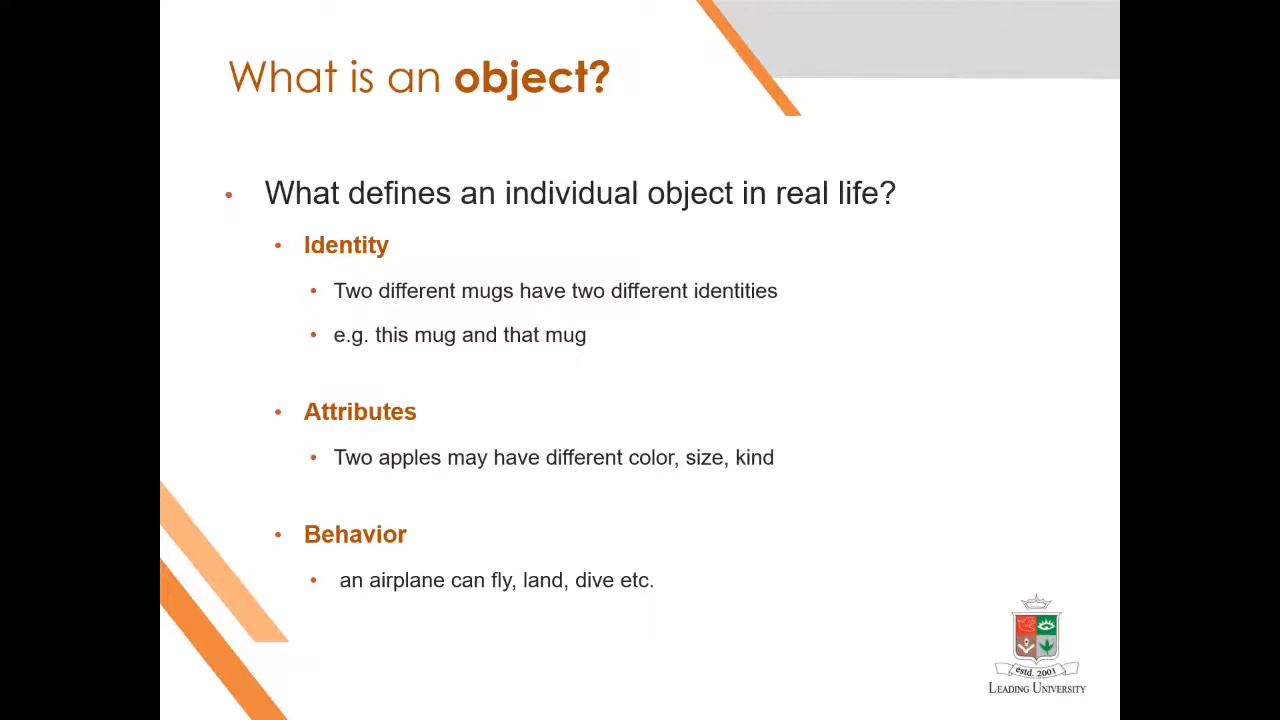 What is an object?
• What defines an individual object in real life?
• Identity
• Two different mugs have two different identities
• e.g. this mug and that mug
• Attributes
• Two apples may have different color, size, kind
• Behavior
• an airplane can fly, land, dive etc.
estd. 2001
LEADING UNIVERSITY